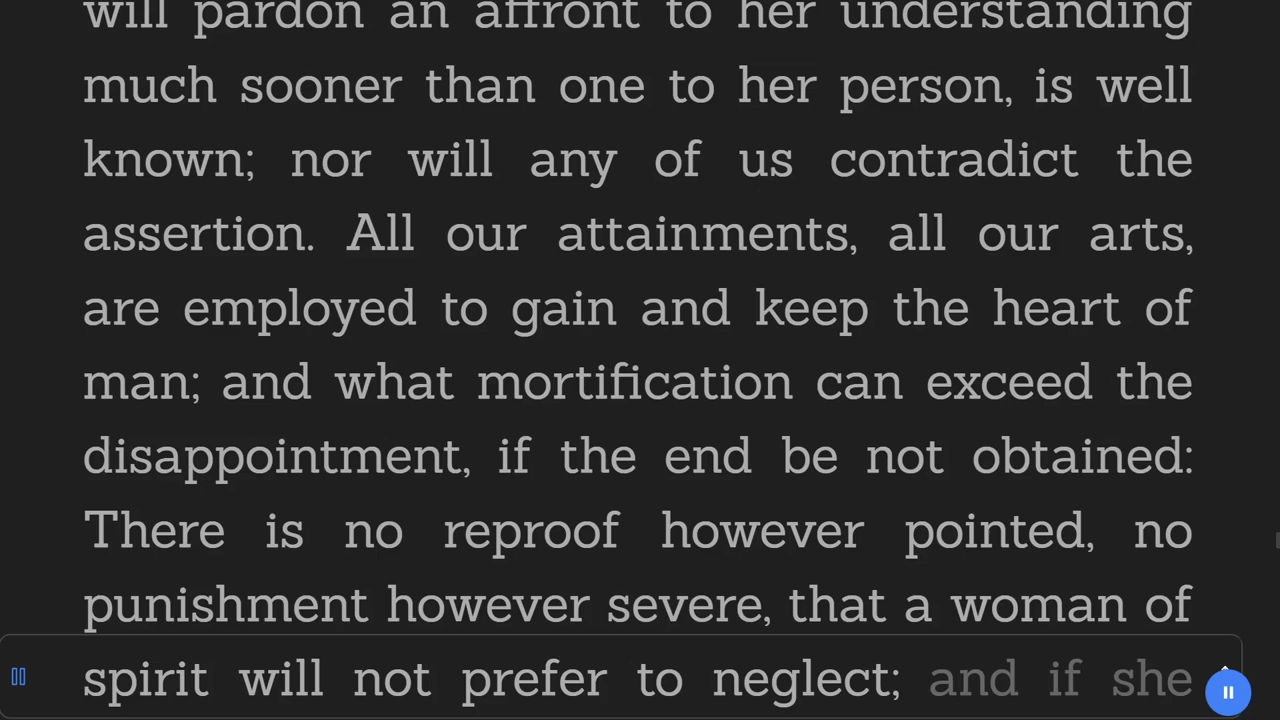 will pardon an affront to her understanding
much sooner than one to her person, is well
known; nor will any of us contradict the
assertion. All our attainments, all our arts,
are employed to gain and keep the heart of
man; and what mortification can exceed the
disappointment, if the end be not obtained:
There is no reproof however pointed, no
punishment however severe, that a woman of
spirit will not prefer to neglect; and if she